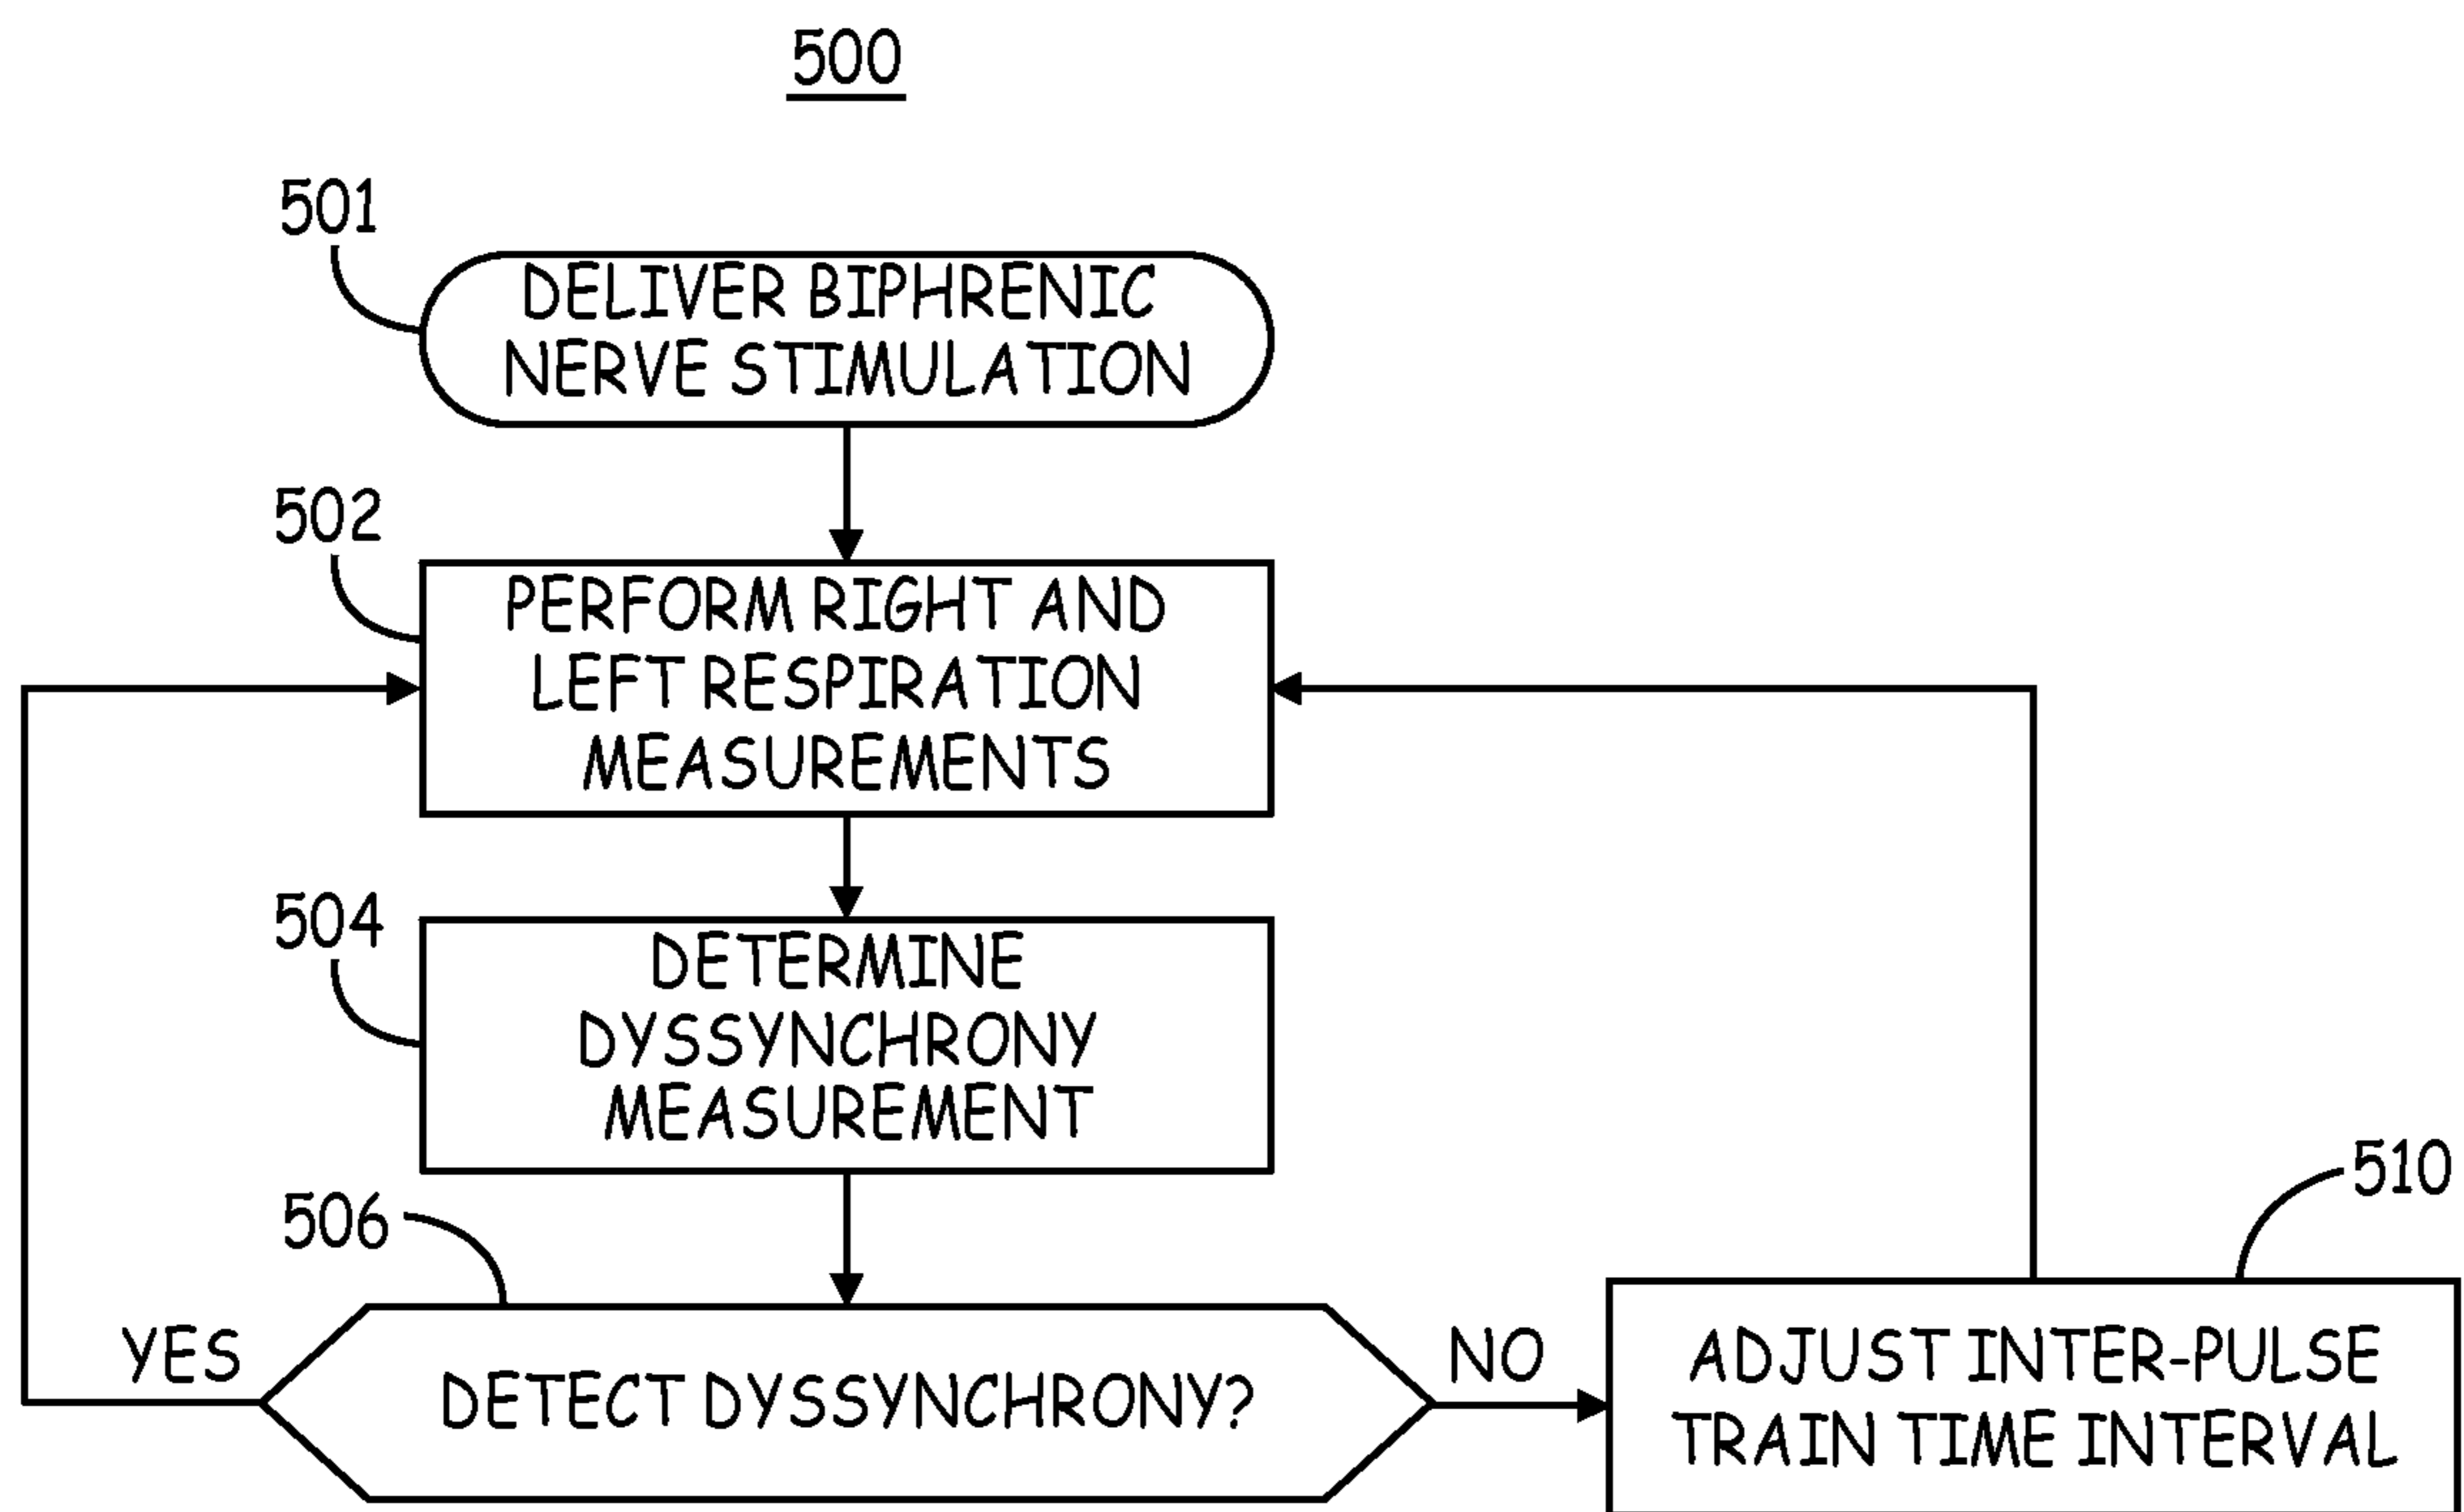 500
501
DELIVER BIPHRENIC
NERVE STIMULATION
502
PERFORM RIGHT AND
LEFT RESPIRATION
MEASUREMENTS
504
DETERMINE
DYSSYNCHRONY
MEASUREMENT
506
510
YES
DETECT DYSSYNCHRONY?
NO
ADJUST INTER-PULSE
TRAIN TIME INTERVAL